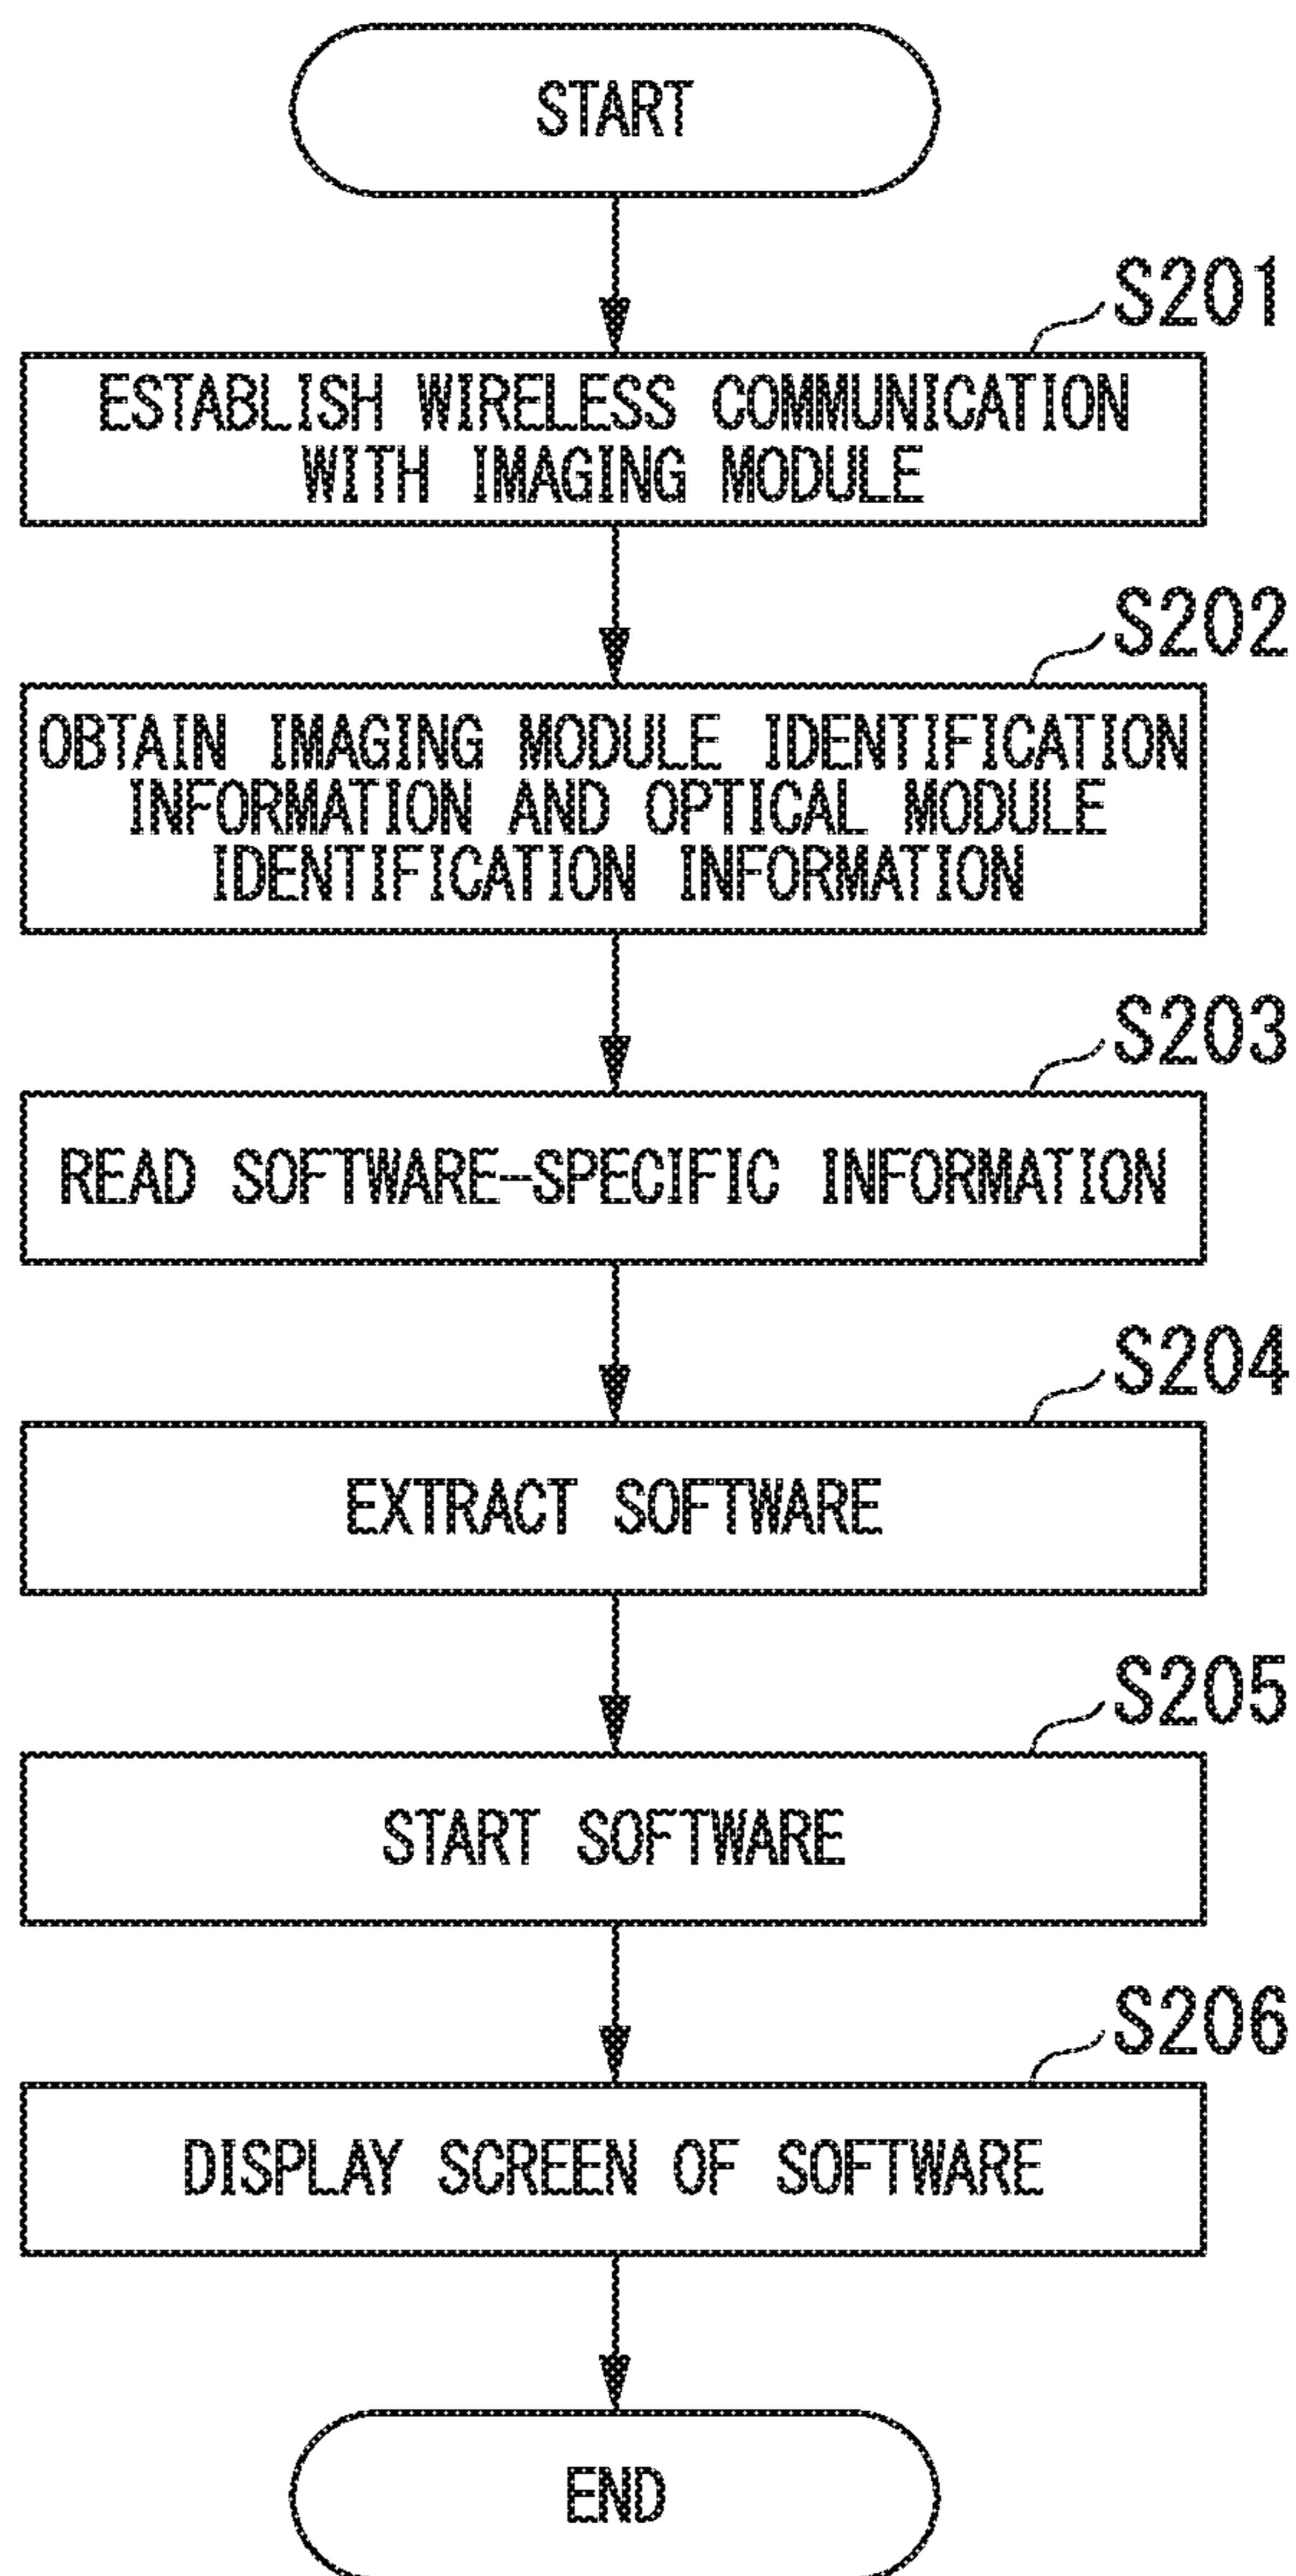 START
S201
ESTABLISH WIRELESS COMMUNICATION
WITH IMAGING MODULE
S202
OBTAIN IMAGING MODULE IDENTIFICATION
INFORMATION AND OPTICAL MODULE
IDENTIFICATION INFORMATION
S203
READ SOFTWARE-SPECIFIC INFORMATION
S204
EXTRACT SOFTWARE
S205
START SOFTWARE
S206
DISPLAY SCREEN OF SOFTWARE
END